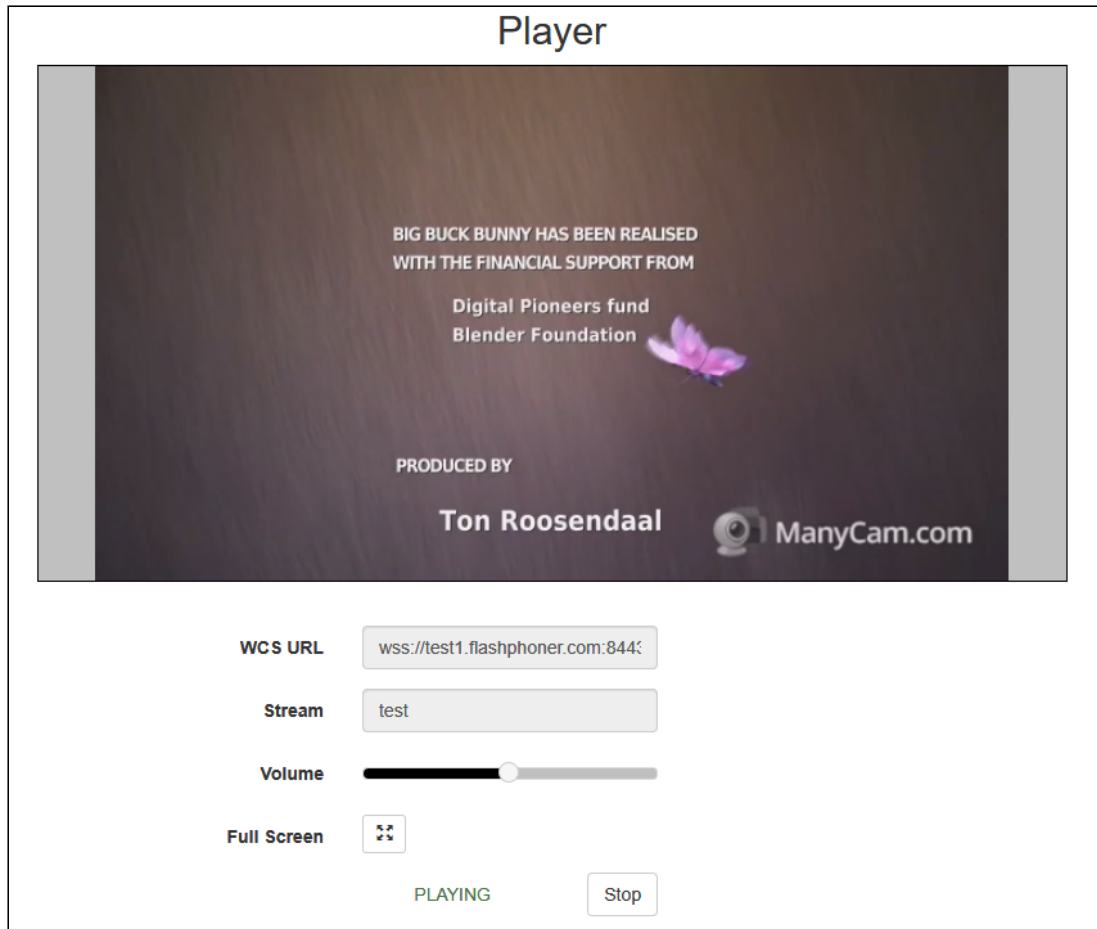 Player
BIG BUCK BUNNY HAS BEEN REALISED
WITH THE FINANCIAL SUPPORT FROM
Digital Pioneers fund
Blender Foundation
PRODUCED BY
Ton Roosendaal
ManyCam.com
WCS URL
wss://test1.flashphoner.com:8443
Stream
test
Volume
Full Screen
PLAYING
Stop